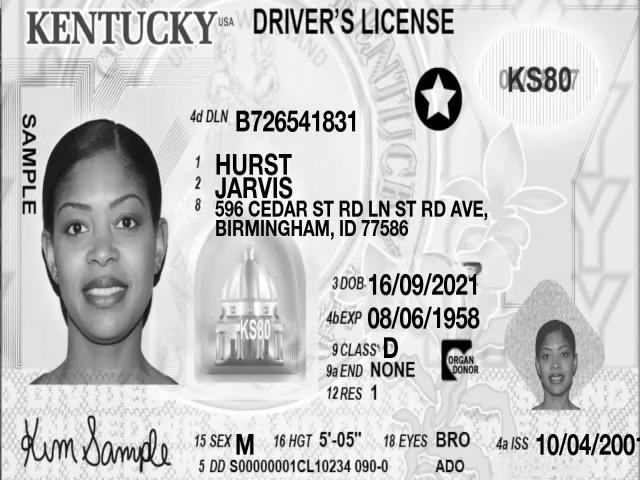 KENTUCKY USA DRIVER'S LICENSE
KS80
SAMPLE
4d DLN B726541831
1 HURST
2 JARVIS
8 596 CEDAR ST RD LN ST RD AVE,
BIRMINGHAM, ID 77586
3 DOB 16/09/2021
4b EXP 08/06/1958
KS80
9 CLASS D
9a END NONE
ORGAN
DONOR
12 RES 1
Kim Sample
15 SEX M 16 HGT 5'-05" 18 EYES BRO 4a ISS 10/04/2001
5 DD S00000001CL10234 090-0 ADO